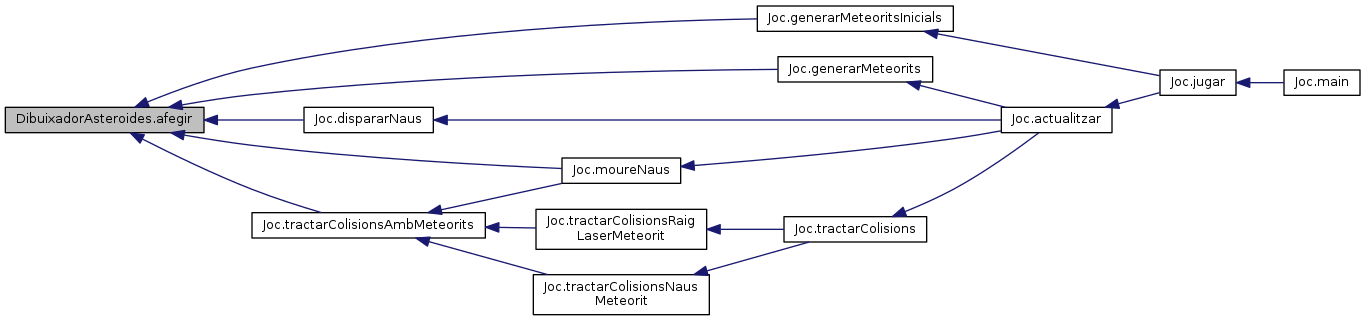 Joc.generarMeteoritsInicials
Joc.generarMeteorits
Joc.jugar
Joc.main
DibuixadorAsteroides.afegir
Joc.dispararNaus
Joc.actualitzar
Joc.moureNaus
Joc.tractarColisionsAmbMeteorits
Joc.tractarColisionsRaig
LaserMeteorit
Joc.tractarColisions
Joc.tractarColisionsNaus
Meteorit